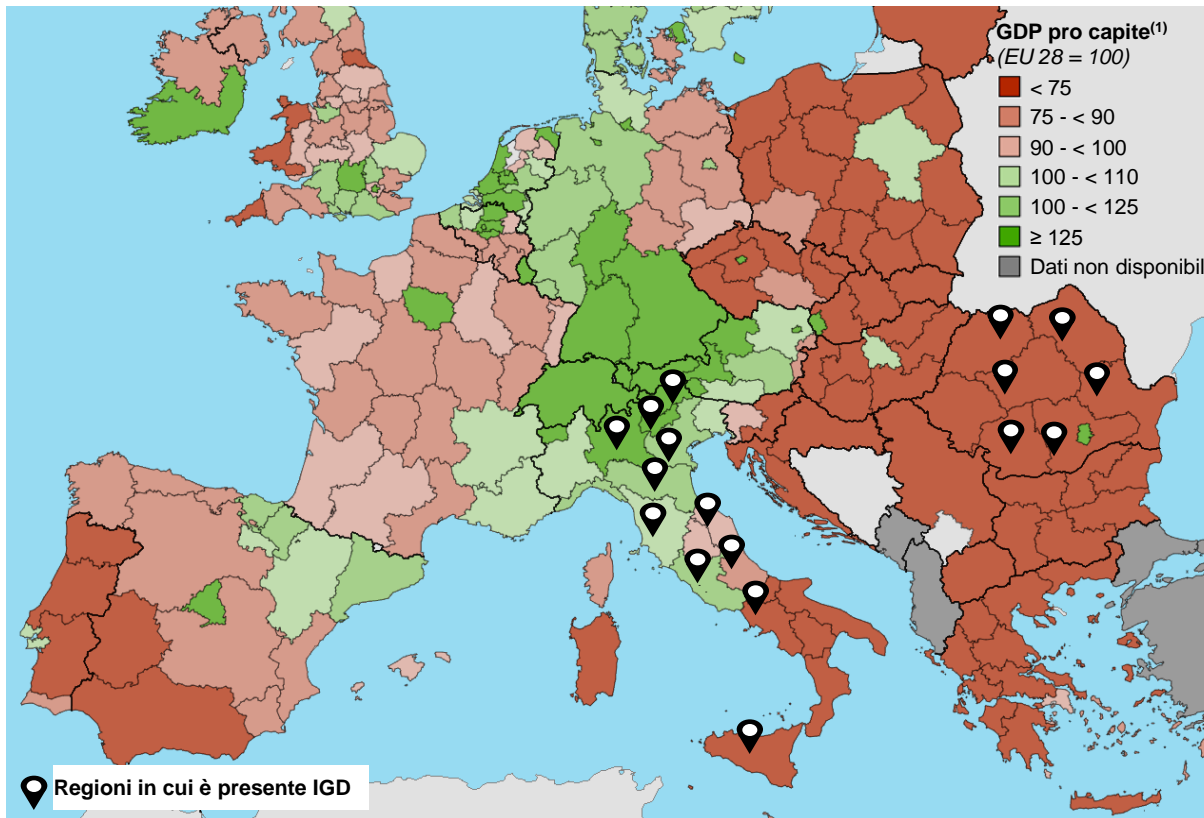 GDP pro capite(1)
(EU 28 = 100)
< 75
75 - < 90
90 - < 100
100 - < 110
100 - < 125
≥ 125
Dati non disponibil
Regioni in cui è presente IGD